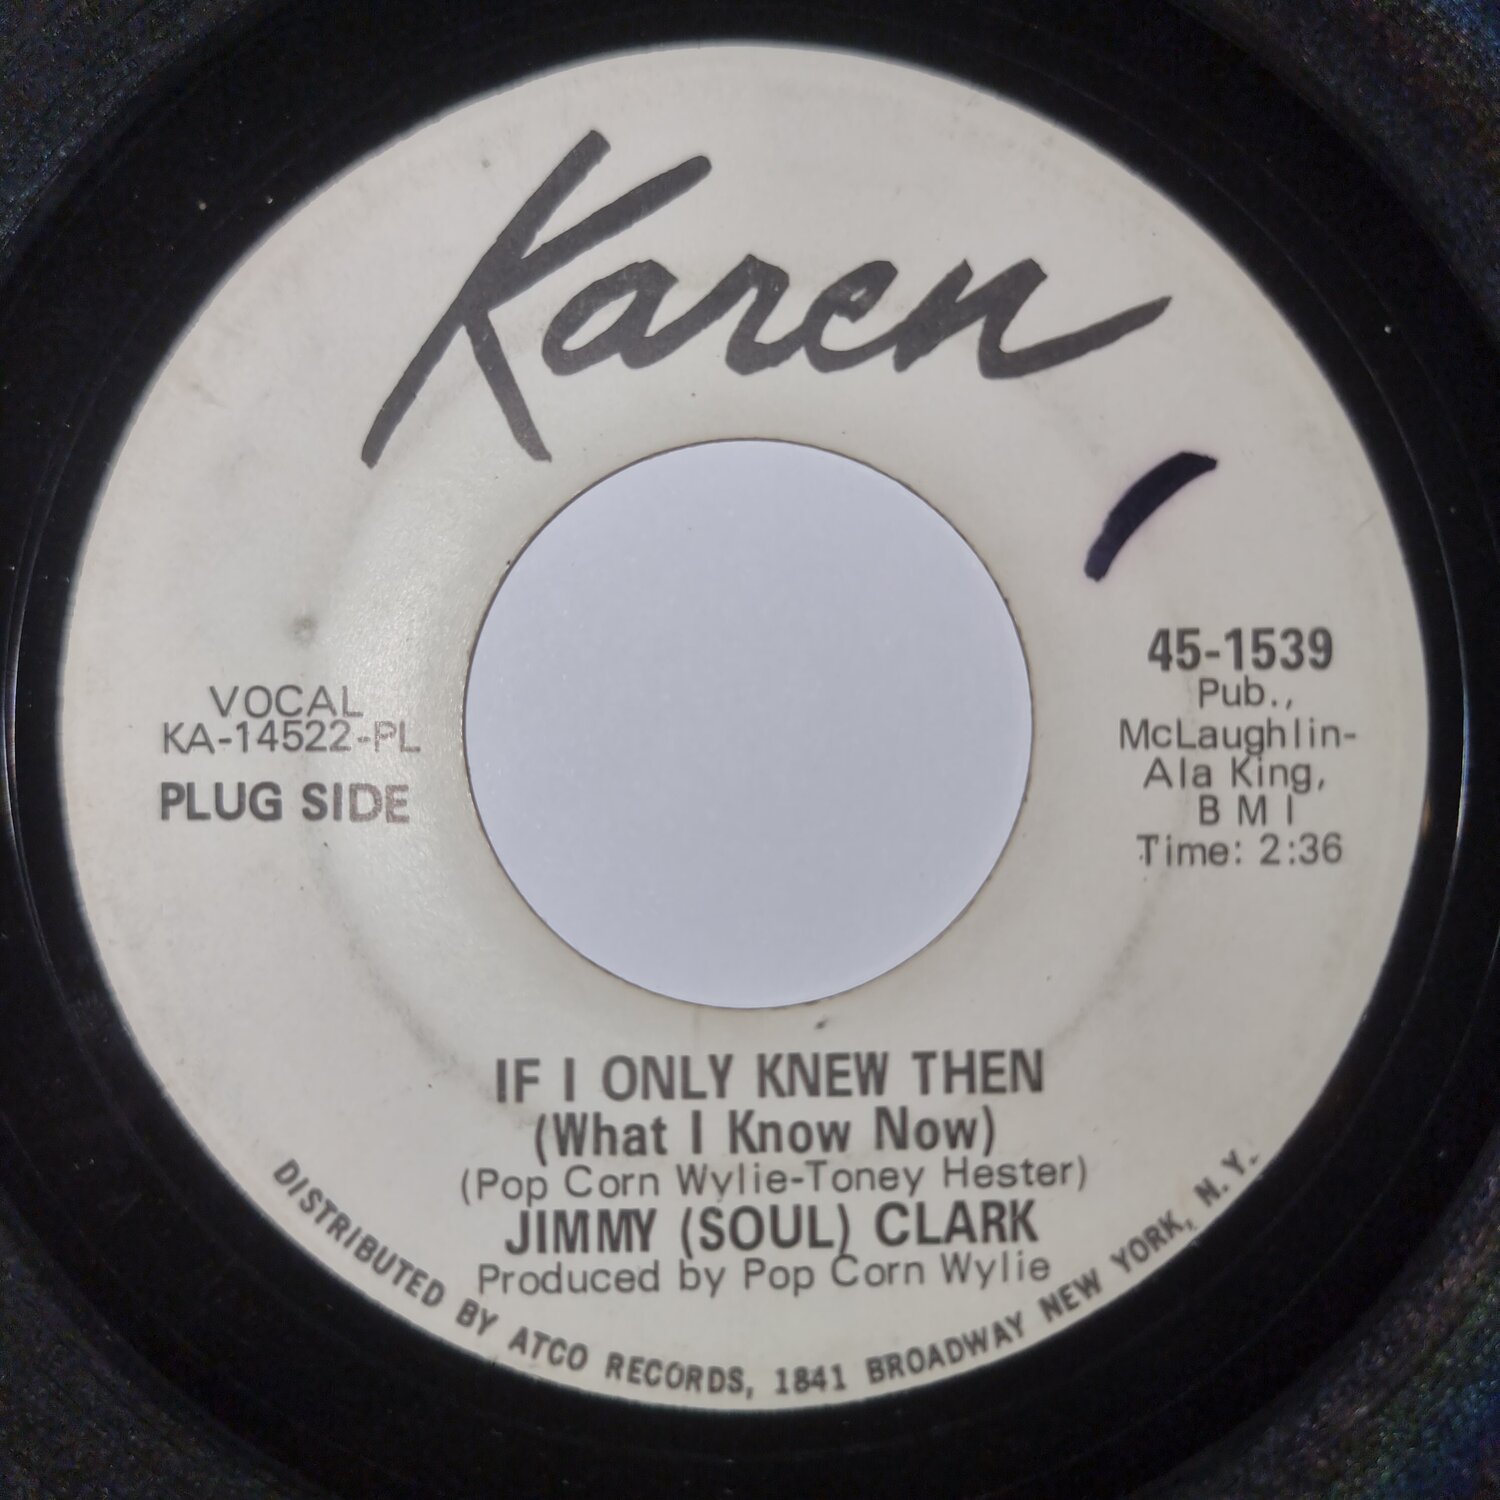 Karen
VOCAL
KA-14522-PL
PLUG SIDE
45-1539
Pub.,
McLaughlin-
Ala King,
B M I
Time: 2:36
IF I ONLY KNEW THEN
(What I Know Now)
(Pop Corn Wylie-Toney Hester)
JIMMY (SOUL) CLARK
Produced by Pop Corn Wylie
DISTRIBUTED BY ATCO RECORDS, 1841 BROADWAY NEW YORK, N.Y.